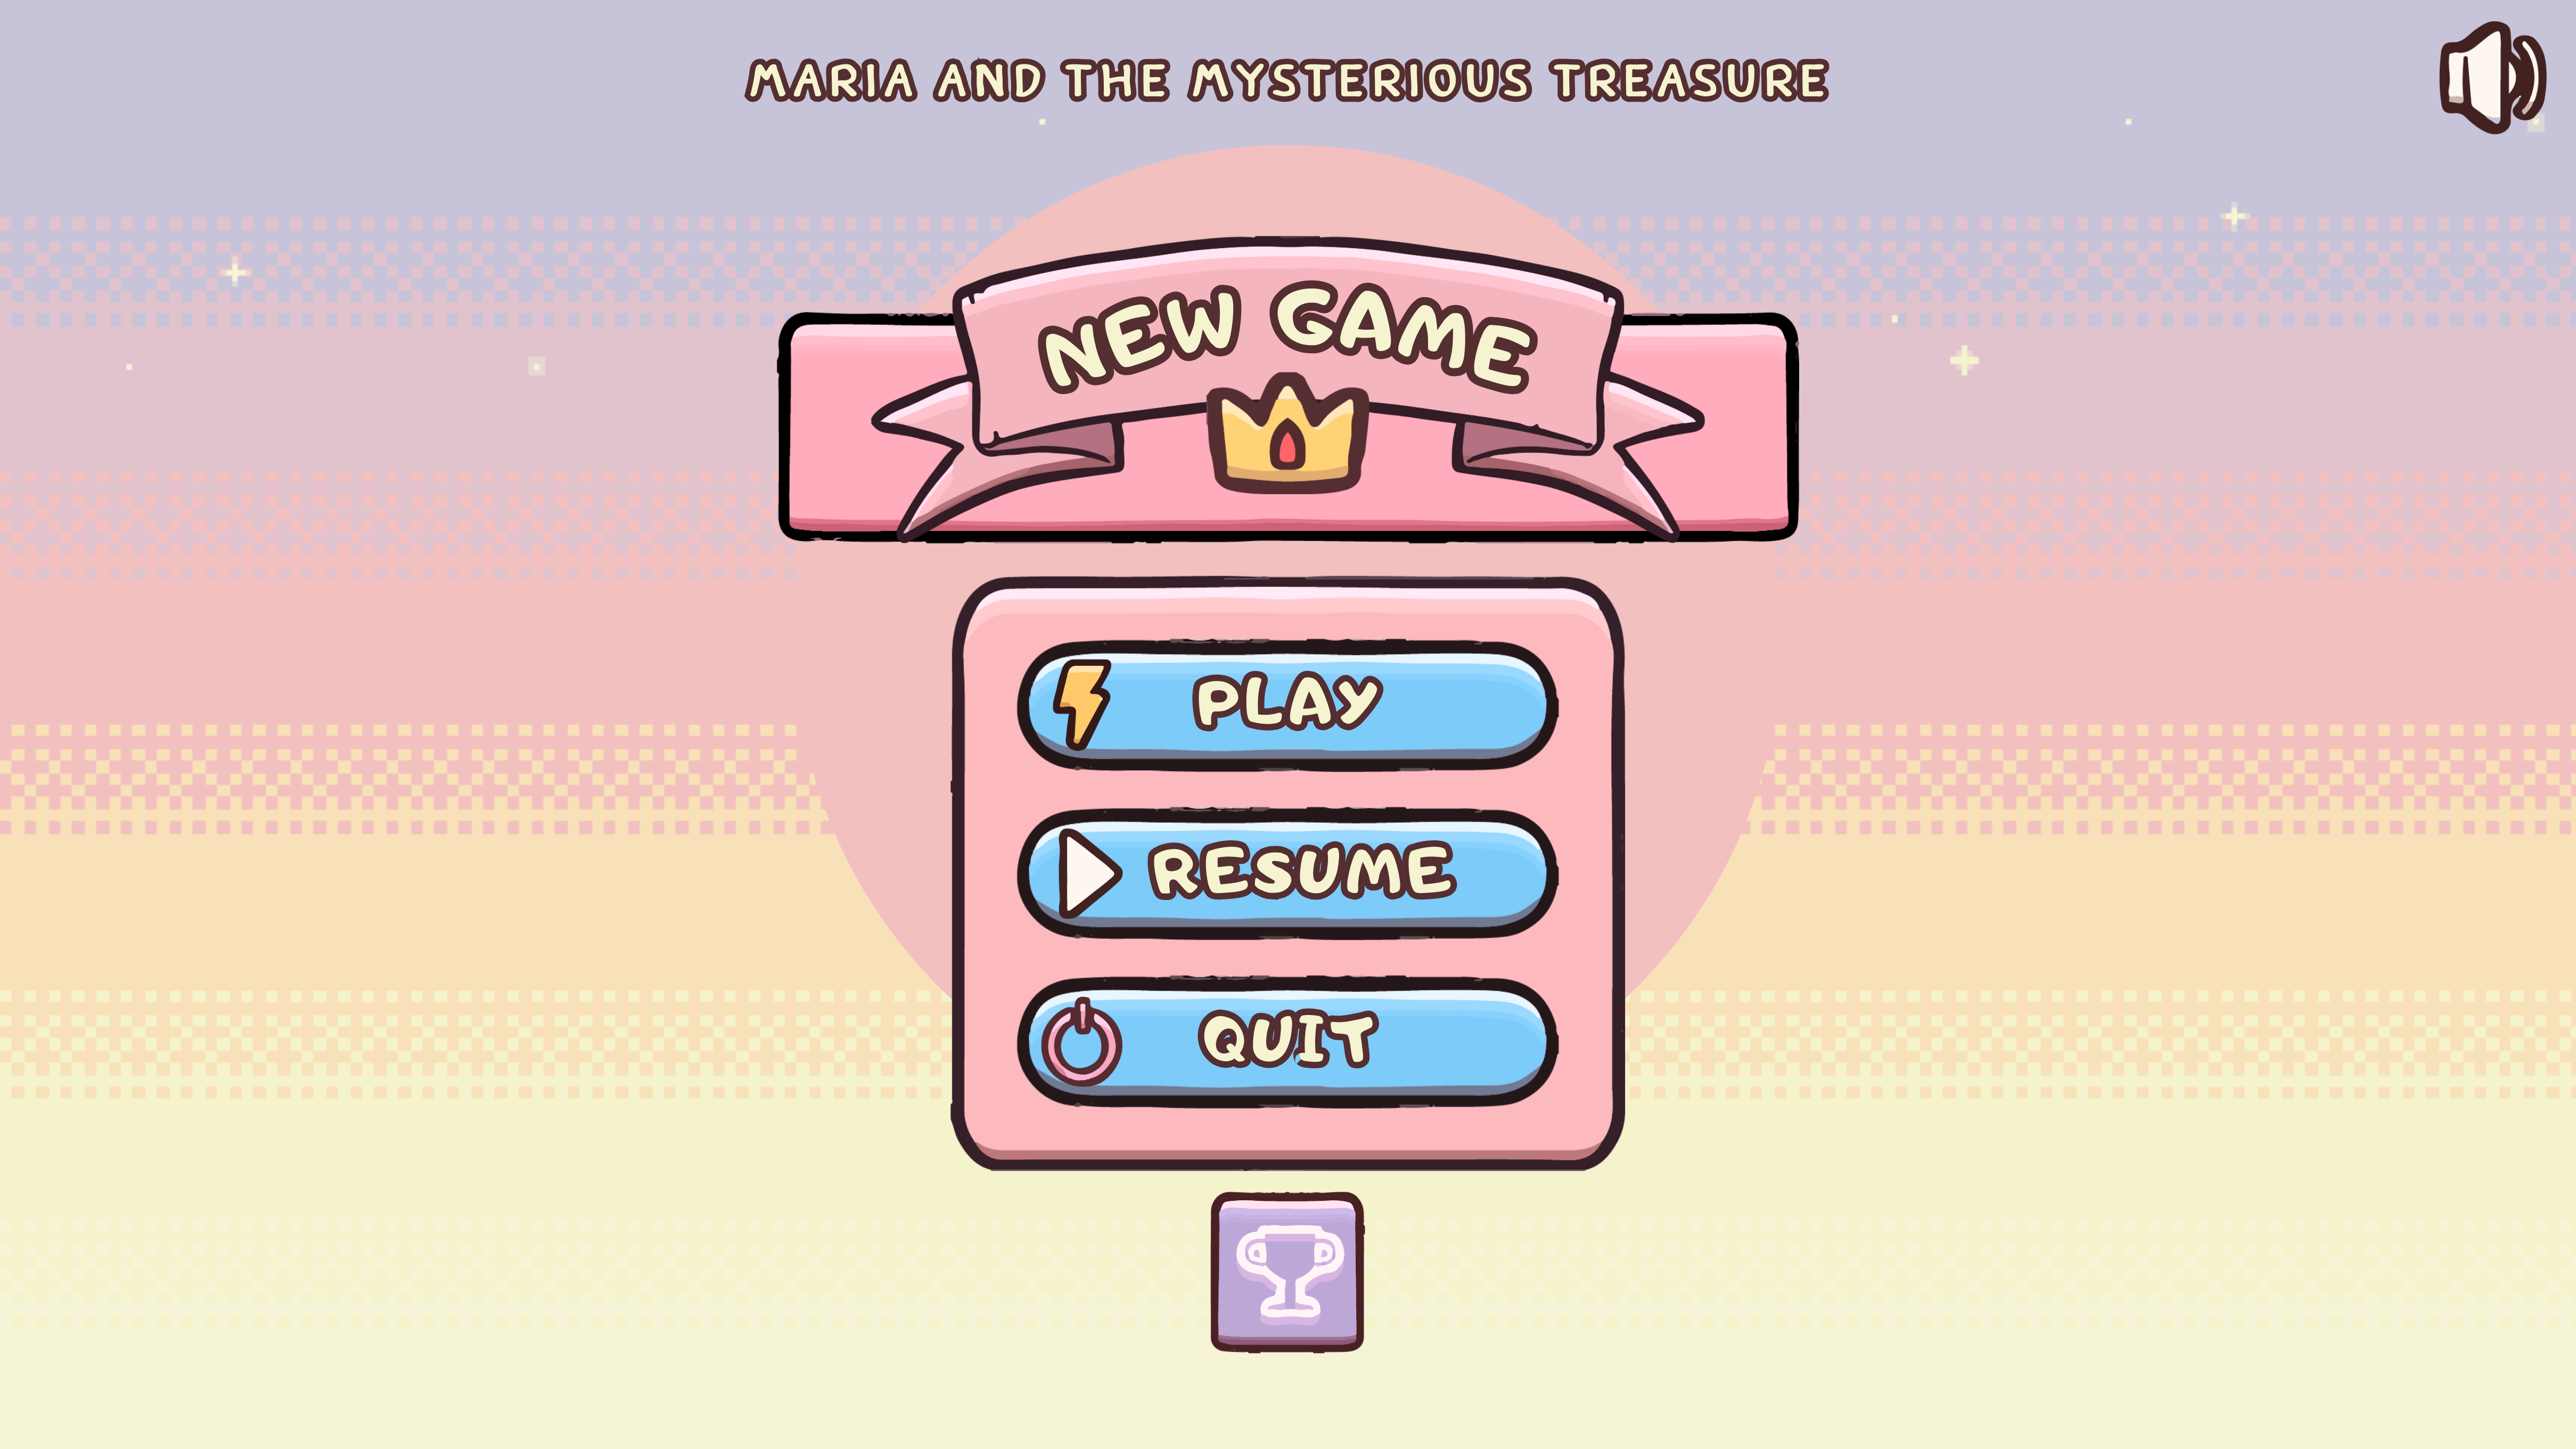 MARIA AND THE MYSTERIOUS TREASURE
NEW GAME
PLAY
RESUME
QUIT